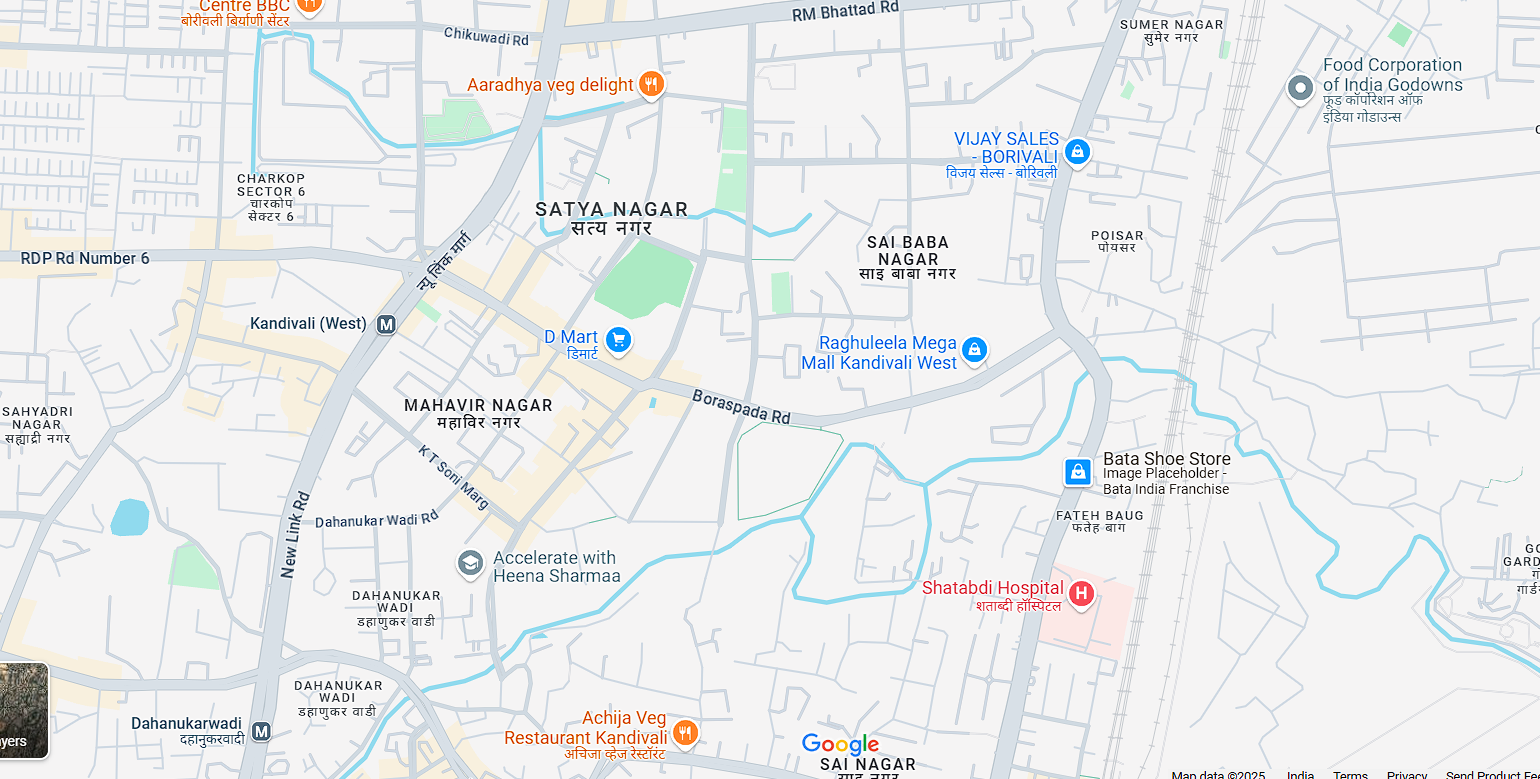 Centre BBC
बोरीवली बिर्याणी सेंटर
Chikuwadi Rd
RM Bhattad Rd
SUMER NAGAR
सुमेर नगर
Food Corporation
of India Godowns
फूड कॉर्पोरेशन ऑफ
इंडिया गोडाउन्स
Aaradhya veg delight
VIJAY SALES
- BORIVALI
विजय सेल्स - बोरिवली
CHARKOP
SECTOR 6
चारकोप
सेक्टर 6
SATYA NAGAR
सत्य नगर
SAI BABA
NAGAR
साइ बाबा नगर
POISAR
पोयसर
RDP Rd Number 6
न्यू लिंक मार्ग
Kandivali (West)
M
D Mart
डिमार्ट
Raghuleela Mega
Mall Kandivali West
SAHYADRI
NAGAR
सह्याद्री नगर
MAHAVIR NAGAR
महाविर नगर
Boraspada Rd
K T Soni Marg
Bata Shoe Store
Image Placeholder -
Bata India Franchise
New Link Rd
Dahanukar Wadi Rd
FATEH BAUG
फतेह बाग
Accelerate with
Heena Sharmaa
Shatabdi Hospital
शताब्दी हॉस्पिटल
H
DAHANUKAR
WADI
डहाणुकर वाडी
DAHANUKAR
WADI
डहाणुकर वाडी
Dahanukarwadi
दहानुकरवादी
M
Achija Veg
Restaurant Kandivali
अचिजा व्हेज रेस्टॉरंट
Google
SAI NAGAR
Map data ©2025
India
Terms
Privacy
Send Product Fe